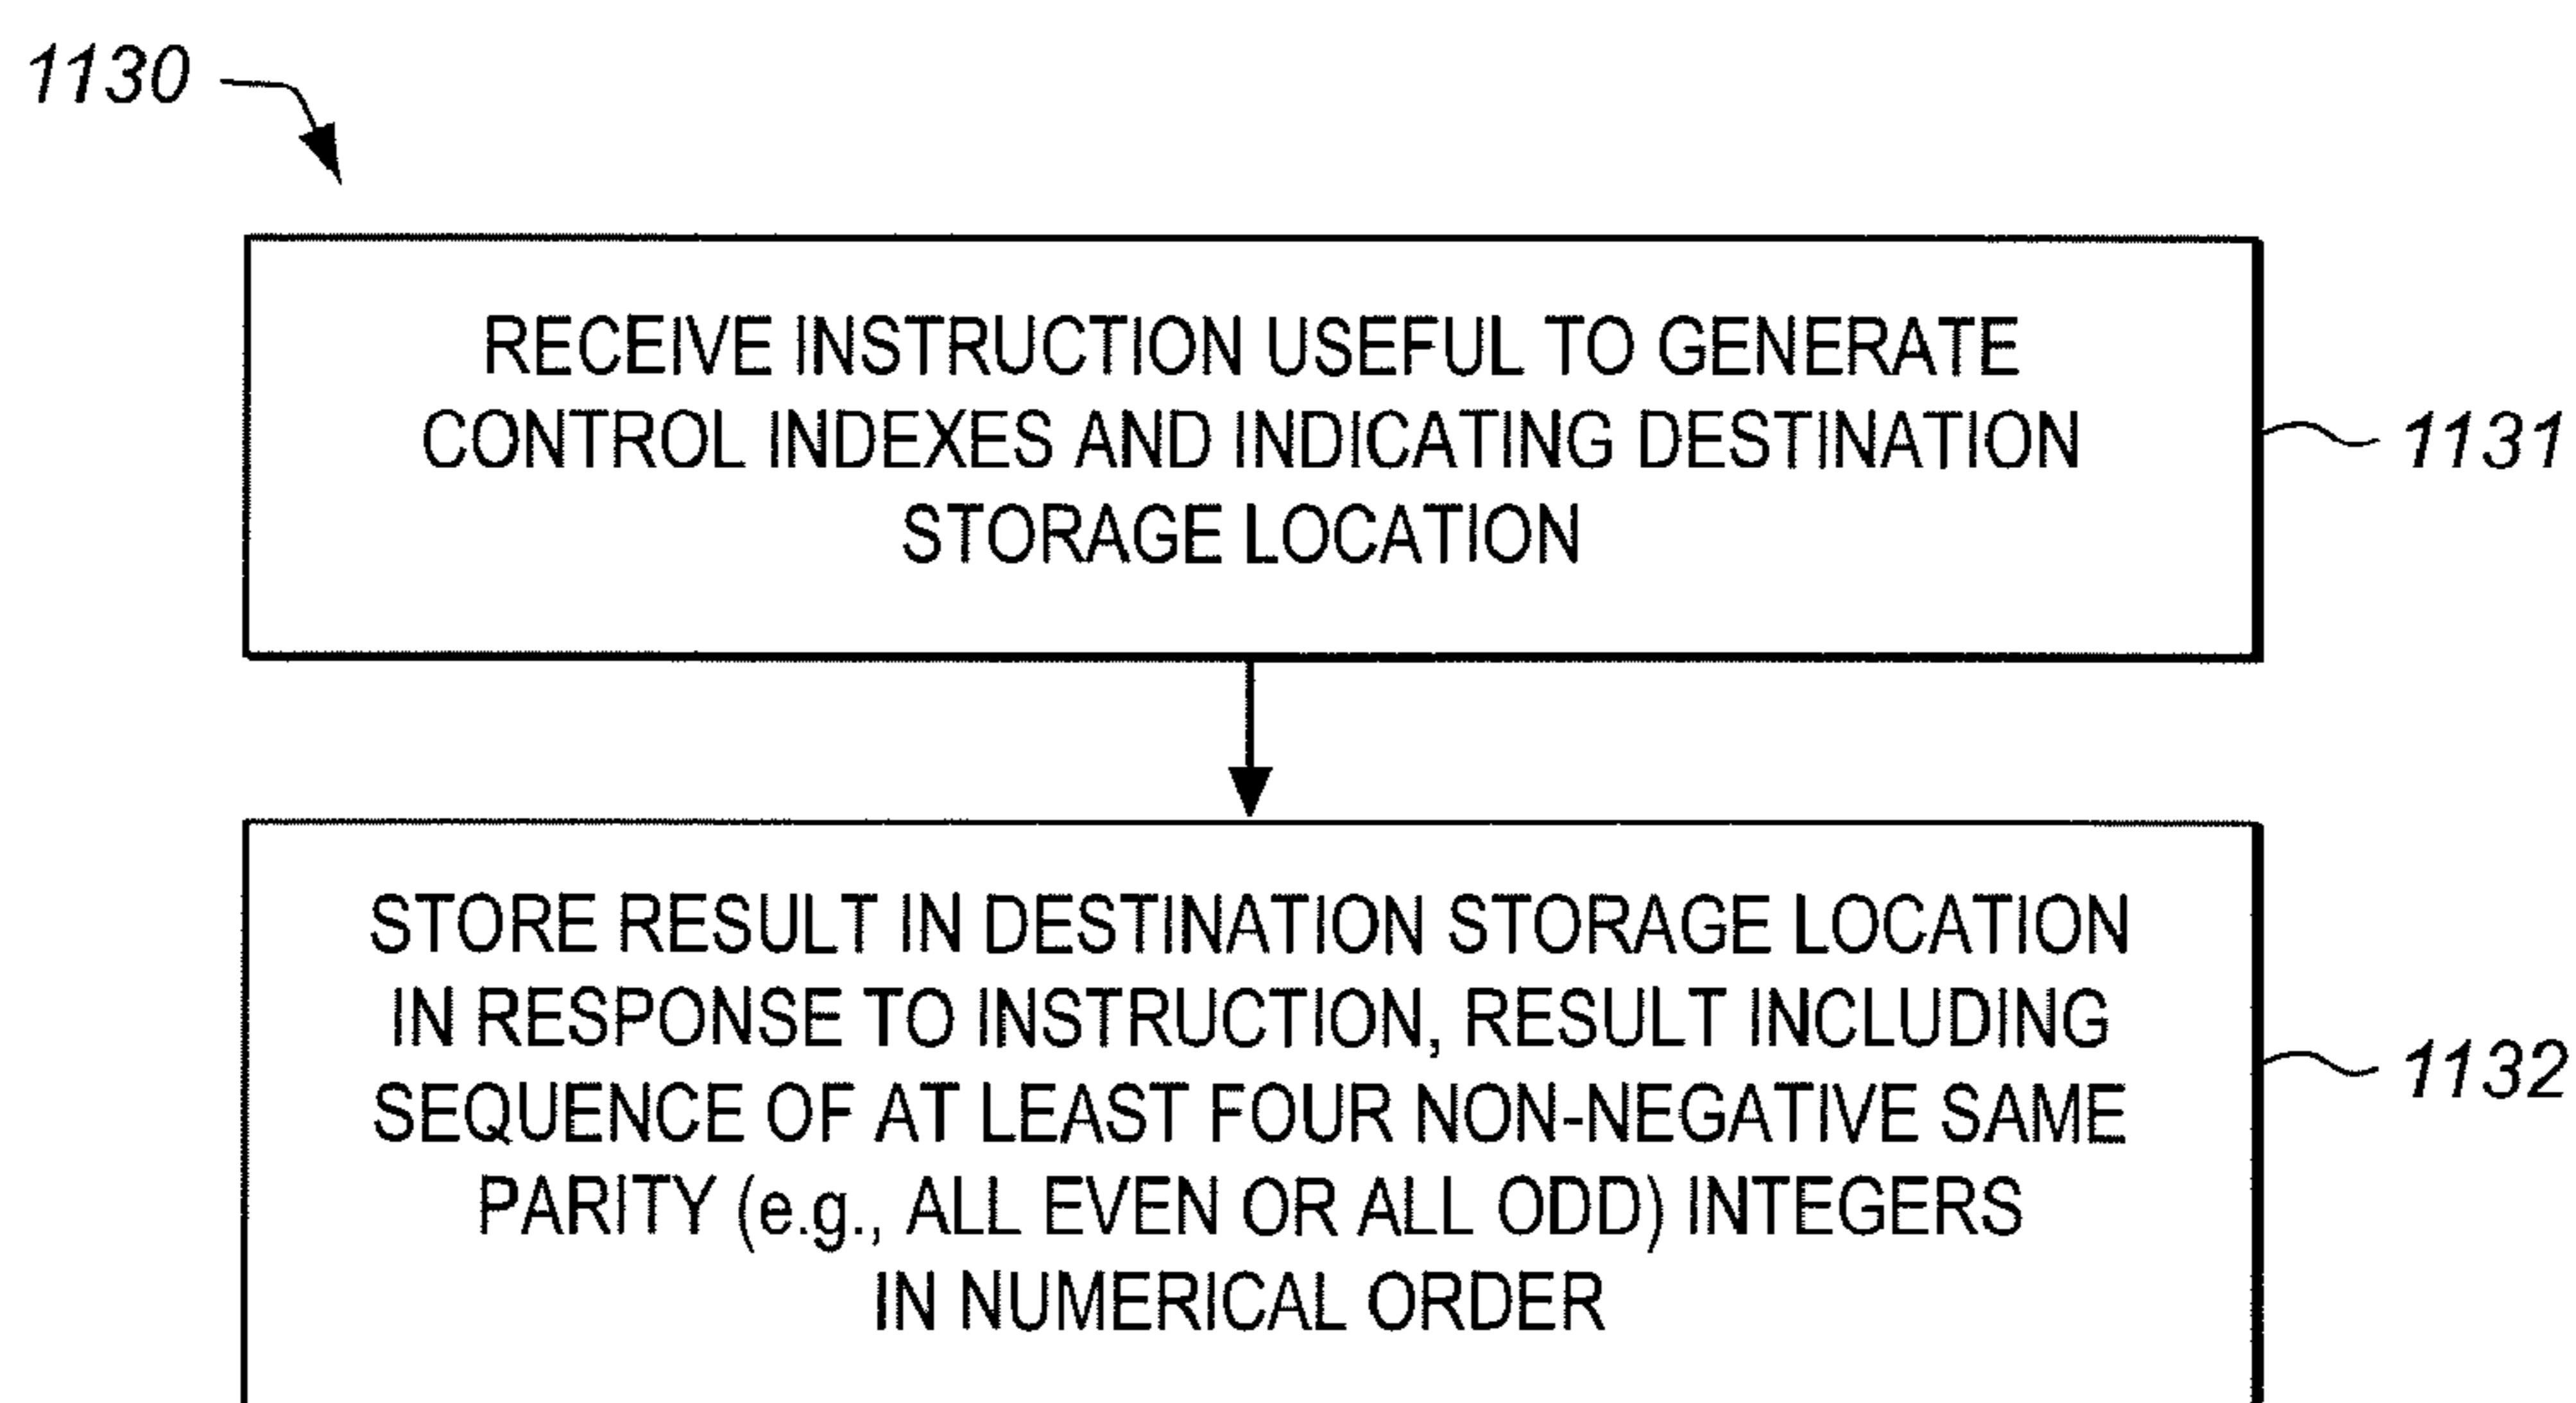 1130
RECEIVE INSTRUCTION USEFUL TO GENERATE
CONTROL INDEXES AND INDICATING DESTINATION
STORAGE LOCATION
1131
STORE RESULT IN DESTINATION STORAGE LOCATION
IN RESPONSE TO INSTRUCTION, RESULT INCLUDING
SEQUENCE OF AT LEAST FOUR NON-NEGATIVE SAME
PARITY (e.g., ALL EVEN OR ALL ODD) INTEGERS
IN NUMERICAL ORDER
1132